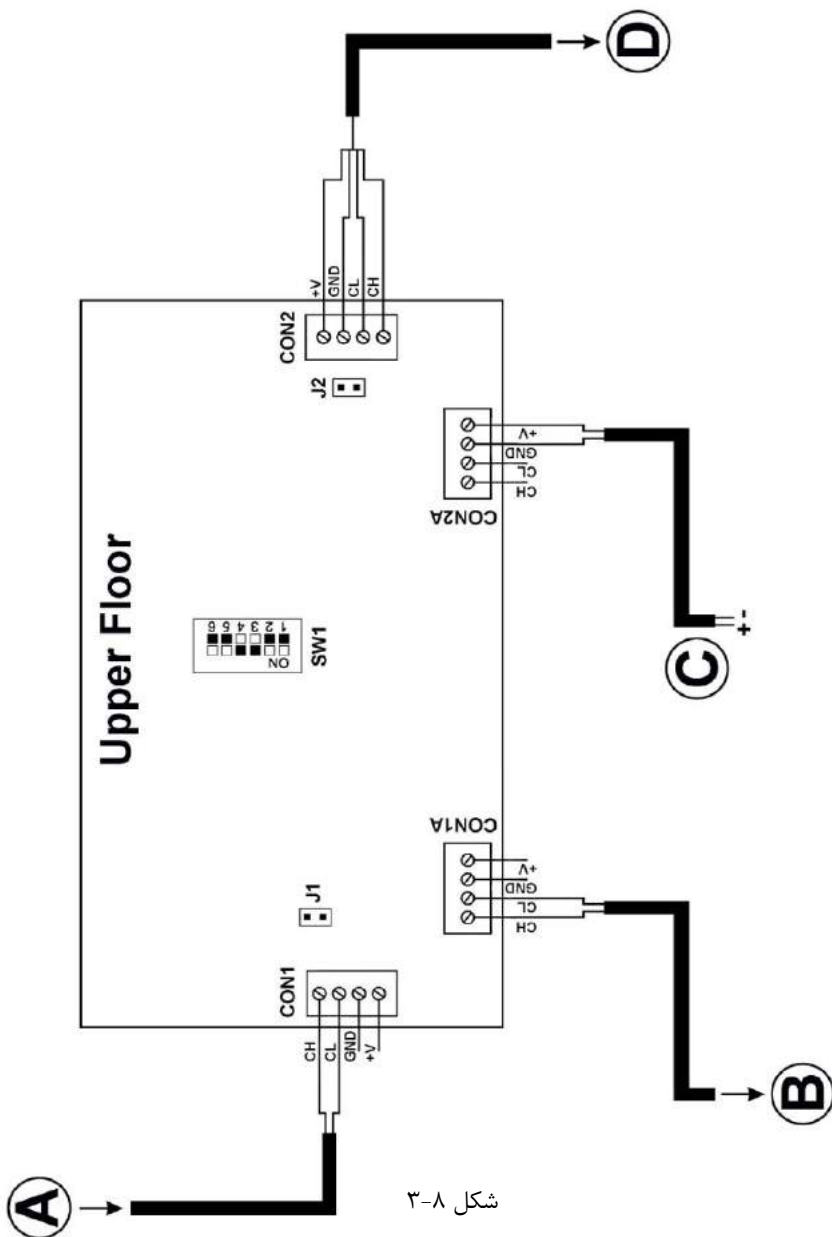 D
+V
GND
CL
CH
CON2
J2
+V
GND
CL
CH
CON2A
Upper Floor
1 2 3 4 5 6
ON
SW1
+ -
C
CON1A
+V
GND
CL
CH
J1
CON1
CH
CL
GND
+V
B
A
شکل ۸-۳